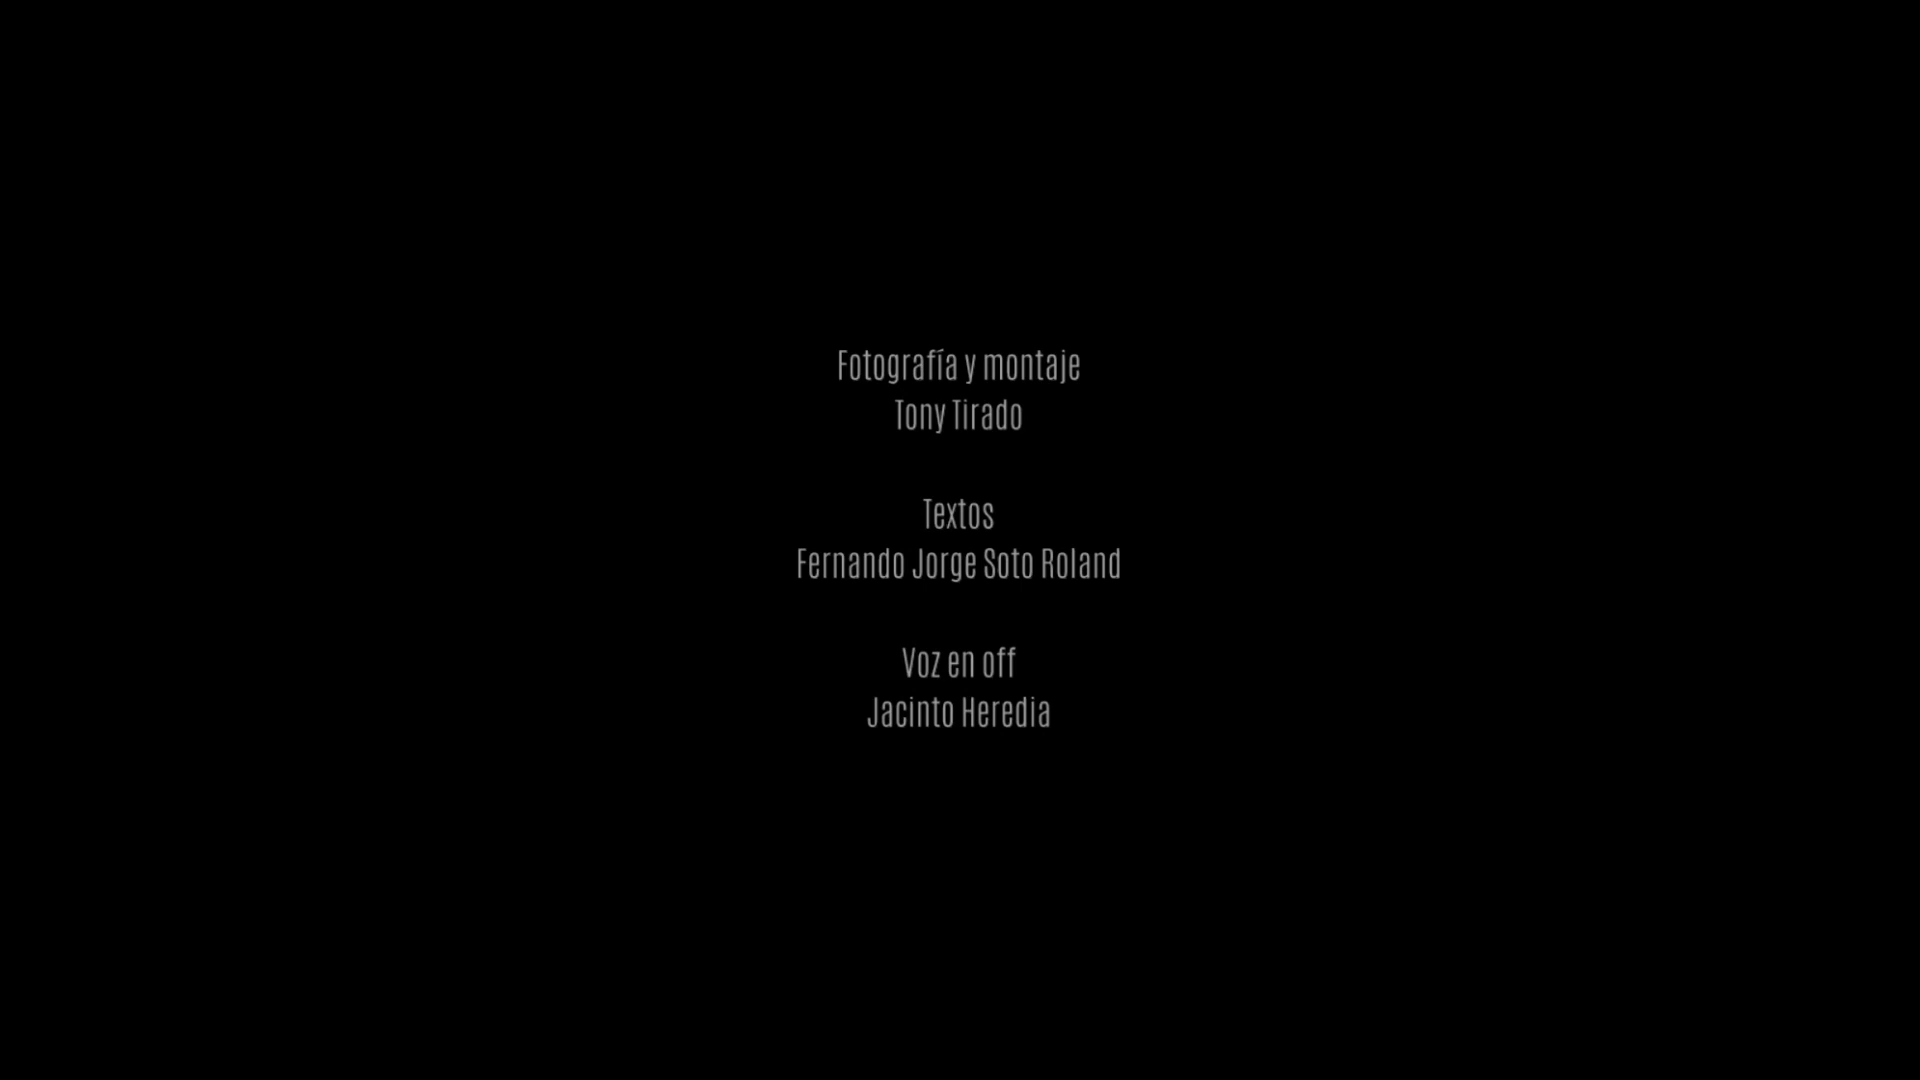 Fotografía y montaje
Tony Tirado
Textos
Fernando Jorge Soto Roland
Voz en off
Jacinto Heredia